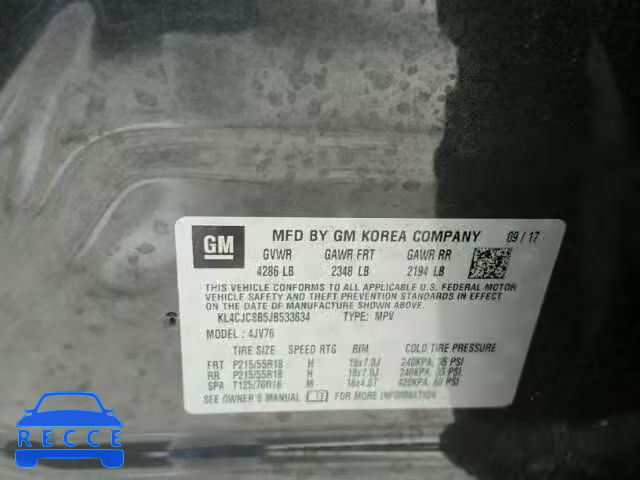 GM
MFD BY GM KOREA COMPANY 09/17
GVWR GAWR FRT GAWR RR
4286 LB 2348 LB 2194 LB
THIS VEHICLE CONFORMS TO ALL APPLICABLE U.S. FEDERAL MOTOR
VEHICLE SAFETY, BUMPER, AND THEFT PREVENTION STANDARDS IN EFFECT ON THE
DATE OF MANUFACTURE SHOWN ABOVE.
KL4CJCSB5JB533634 TYPE: MPV
MODEL: 4JV76
TIRE SIZE SPEED RTG RIM COLD TIRE PRESSURE
FRT P215/55R18 H 18x7.0J 240KPA, 35 PSI
RR P215/55R18 H 18x7.0J 240KPA, 35 PSI
SPA T125/70R16 M 16x4.0T 420KPA, 60 PSI
SEE OWNER'S MANUAL FOR MORE INFORMATION.
RECCE